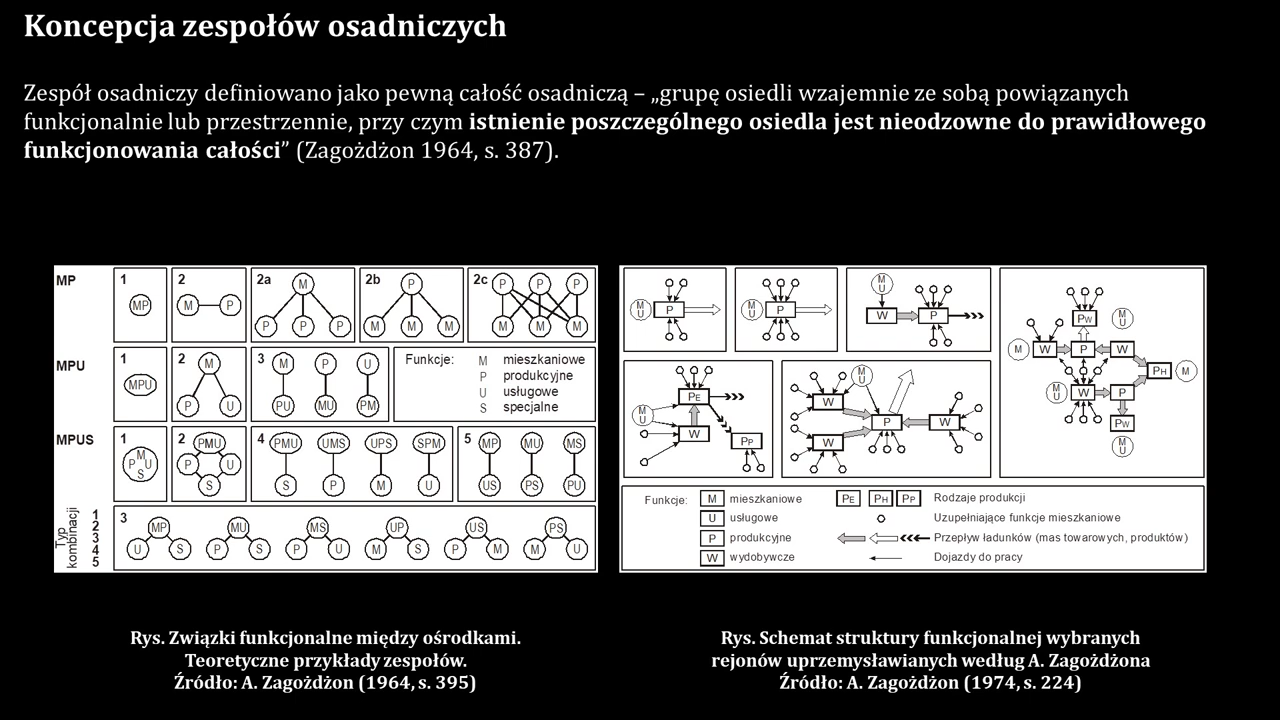 Koncepcja zespołów osadniczych
Zespół osadniczy definiowano jako pewną całość osadniczą – „grupę osiedli wzajemnie ze sobą powiązanych
funkcjonalnie lub przestrzennie, przy czym istnienie poszczególnego osiedla jest nieodzowne do prawidłowego
funkcjonowania całości” (Zagożdżon 1964, s. 387).
MP
1
MP
2
M P
2a
M
P P P
2b
P
M M M
2c
P P P
M M M
MPU
1
MPU
2
M
P U
3
M P U
PU MU PM
Funkcje:
M mieszkaniowe
P produkcyjne
U usługowe
S specjalne
MPUS
1
M
P U
S
2
PMU
P U
S
4
PMU UMS UPS SPM
S P M U
5
MP MU MS
US PS PU
Typ kombinacji
1
2
3
4
5
3
MP MU MS UP US PS
U S P S P U M S P M M U
Rys. Związki funkcjonalne między ośrodkami.
Teoretyczne przykłady zespołów.
Źródło: A. Zagożdżon (1964, s. 395)
M U P
M U P
M U
W P
M U
PE
W
PP
M U
W
W
P
W
PW
M U
M W P W
PH M
M U W P
PW
M U
Funkcje:
M mieszkaniowe
U usługowe
P produkcyjne
W wydobywcze
PE PH PP Rodzaje produkcji
Uzupełniające funkcje mieszkaniowe
Przepływ ładunków (mas towarowych, produktów)
Dojazdy do pracy
Rys. Schemat struktury funkcjonalnej wybranych
rejonów uprzemysławianych według A. Zagożdżona
Źródło: A. Zagożdżon (1974, s. 224)